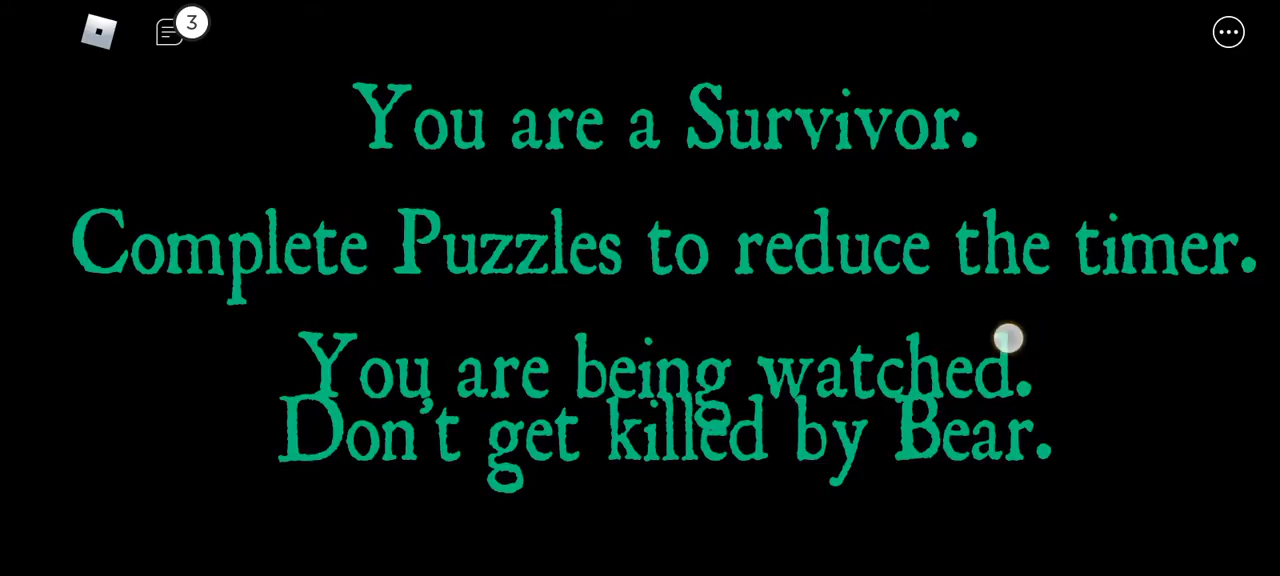 3
You are a Survivor.
Complete Puzzles to reduce the timer.
You are being watched.
Don't get killed by Bear.